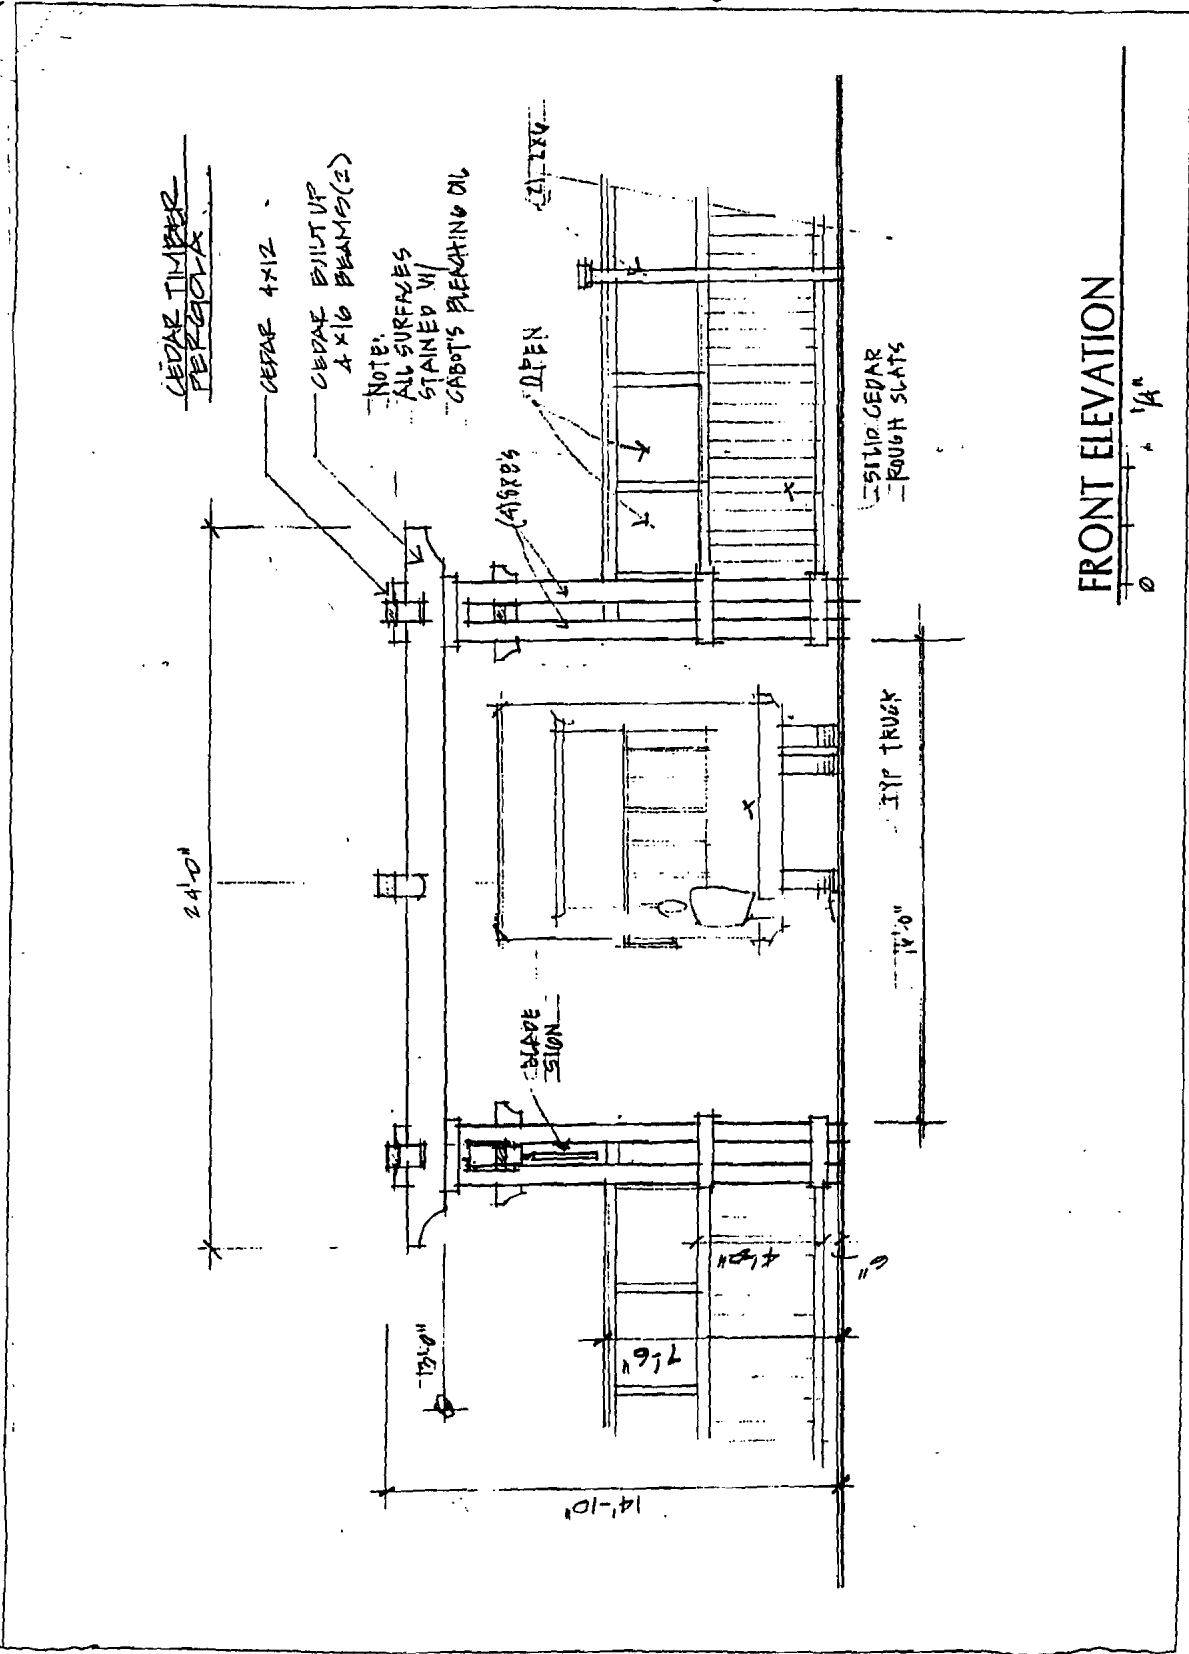 CEDAR TIMBER
PERGOLA
CEDAR 4X12
CEDAR BUILT UP
4X16 BEAMS (2)
NOTE:
ALL SURFACES
STAINED W/
CABOT'S BLEACHING OIL
24'-0"
(4) 8X8'S
OPEN
(2) 2X6
BLADE
SIGN
13'-0"
14'-10"
7'-6"
4'-0"
6"
TYP TRUCK
SOLID CEDAR
ROUGH SLATS
FRONT ELEVATION
0
1/4"